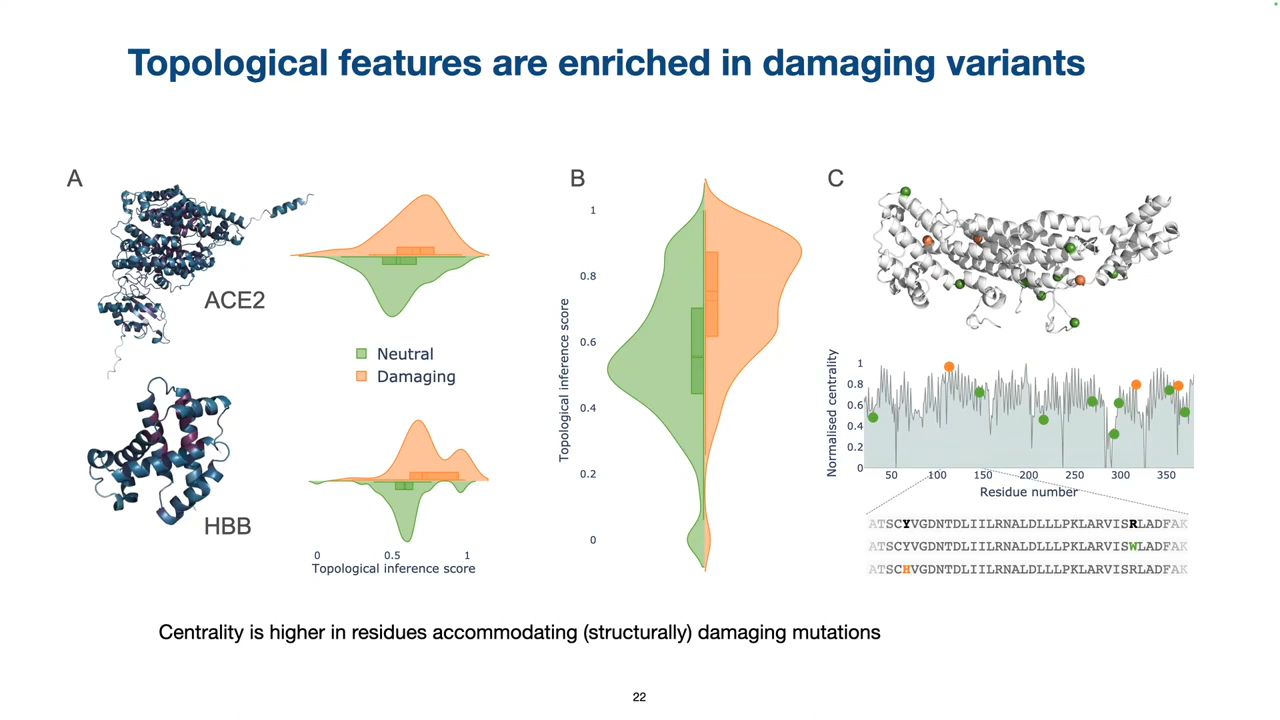 Topological features are enriched in damaging variants
A
ACE2
HBB
Neutral
Damaging
0 0.5 1
Topological inference score
B
1
0.8
0.6
0.4
0.2
0
Topological inference score
C
Normalised centrality
1
0.8
0.6
0.4
0.2
0
50 100 150 200 250 300 350
Residue number
ATSCYVGDNTDLIILRNALDLLLPKLARVISRLADFAK
ATSCYVGDNTDLIILRNALDLLLPKLARVISWLADFAK
ATSCHVGDNTDLIILRNALDLLLPKLARVISRLADFAK
Centrality is higher in residues accommodating (structurally) damaging mutations
22